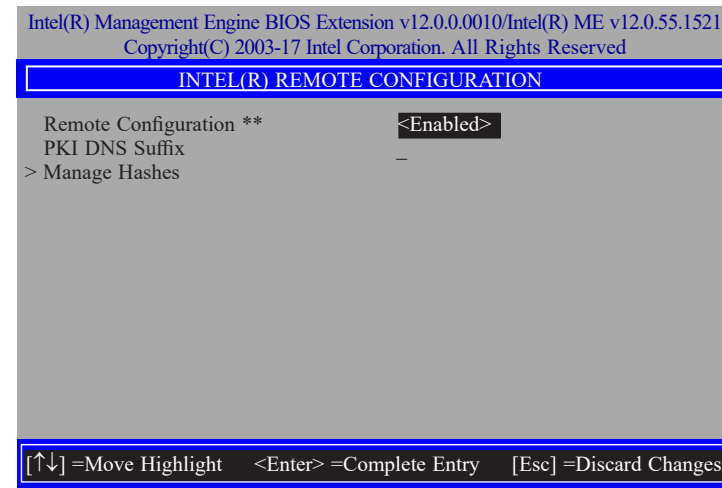 Intel(R) Management Engine BIOS Extension v12.0.0.0010/Intel(R) ME v12.0.55.1521
Copyright(C) 2003-17 Intel Corporation. All Rights Reserved
INTEL(R) REMOTE CONFIGURATION
Remote Configuration ** <Enabled>
PKI DNS Suffix _
> Manage Hashes
[↑↓] =Move Highlight <Enter> =Complete Entry [Esc] =Discard Changes